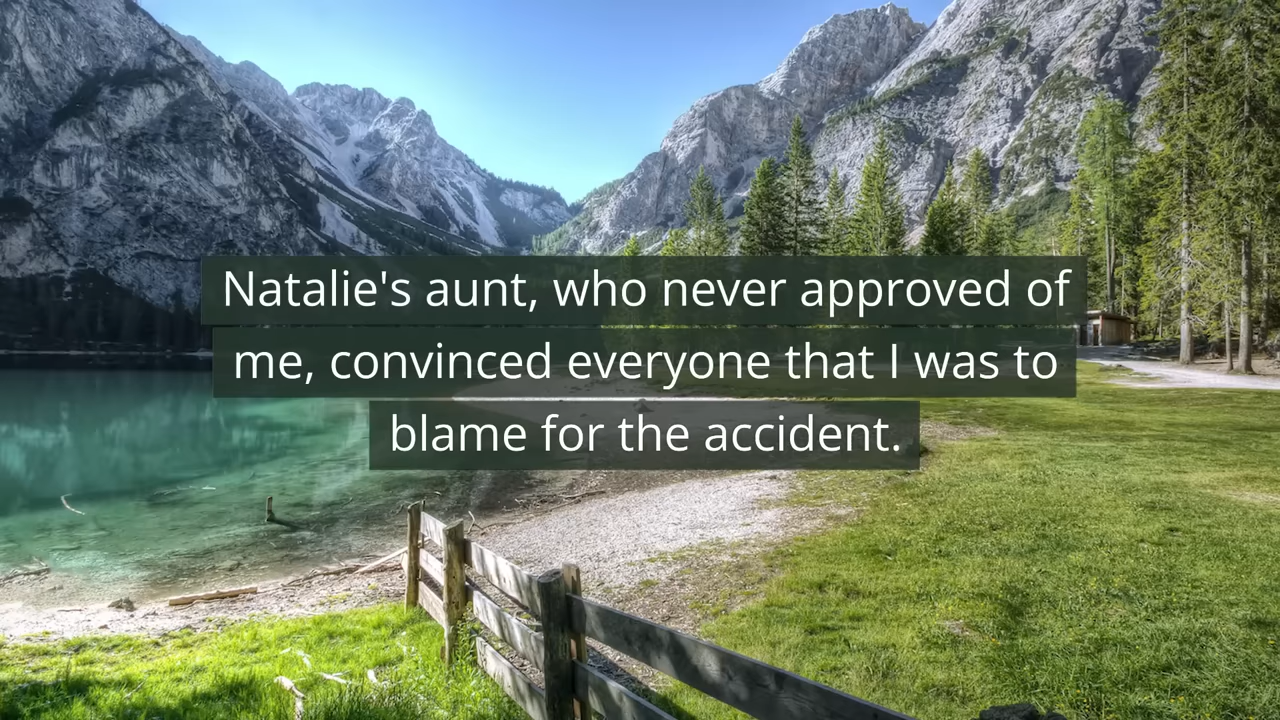 Natalie's aunt, who never approved of
me, convinced everyone that I was to
blame for the accident.